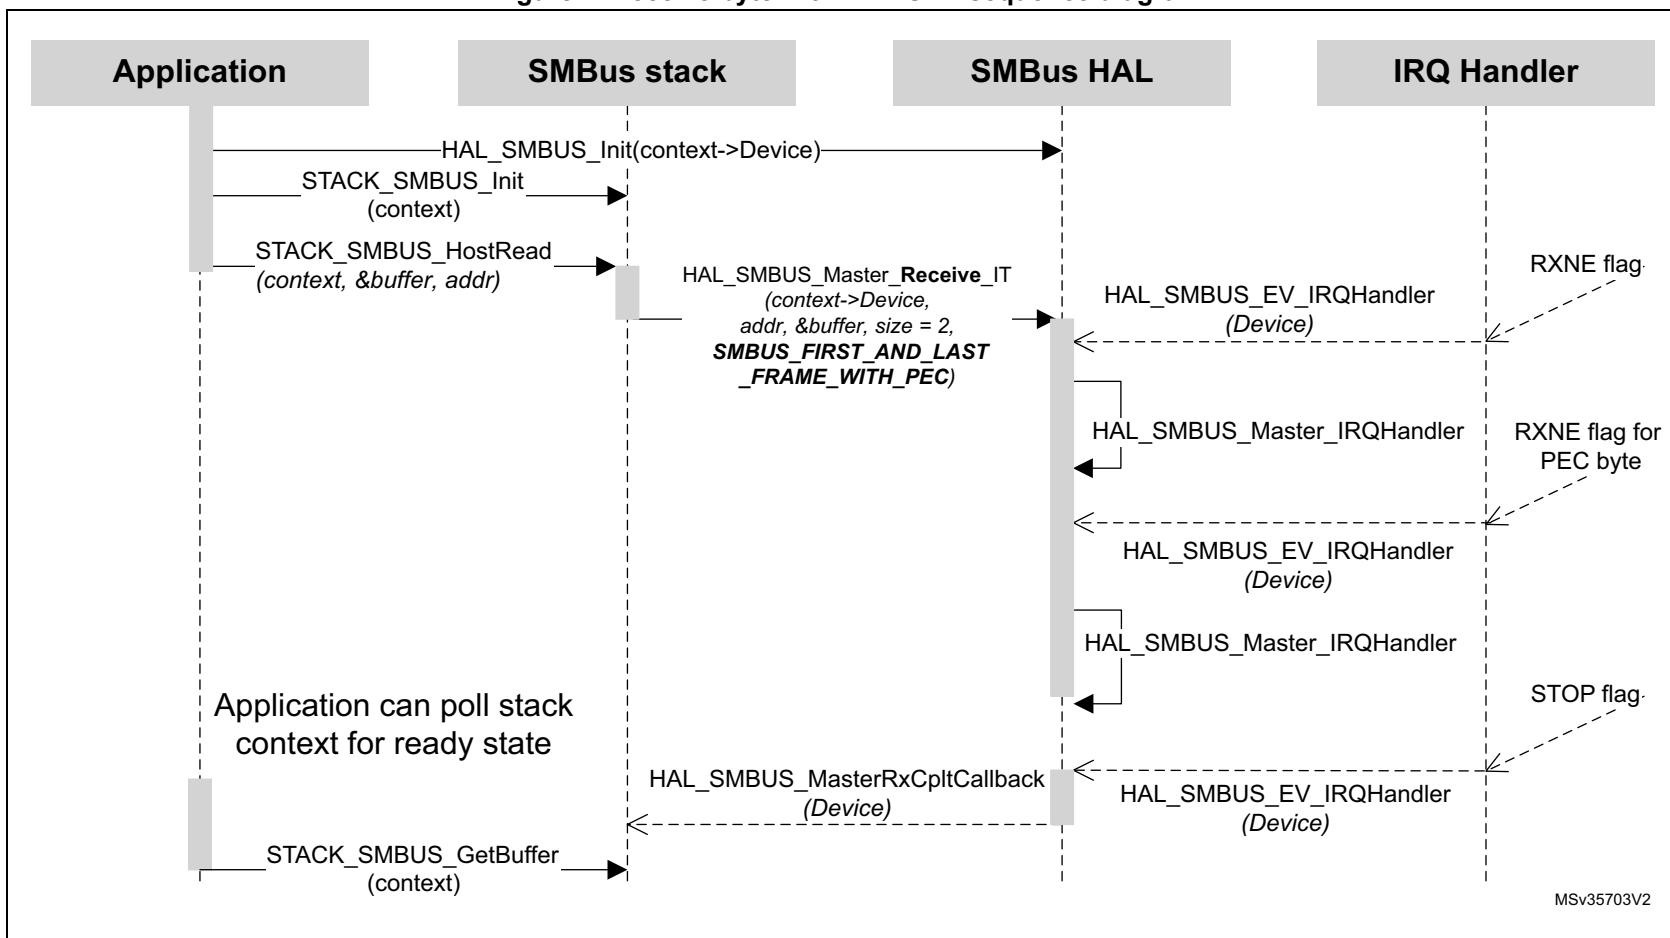 Application
SMBus stack
SMBus HAL
IRQ Handler
HAL_SMBUS_Init(context->Device)
STACK_SMBUS_Init
(context)
STACK_SMBUS_HostRead
(context, &buffer, addr)
HAL_SMBUS_Master_Receive_IT
(context->Device,
addr, &buffer, size = 2,
SMBUS_FIRST_AND_LAST
_FRAME_WITH_PEC)
RXNE flag
HAL_SMBUS_EV_IRQHandler
(Device)
HAL_SMBUS_Master_IRQHandler
RXNE flag for
PEC byte
HAL_SMBUS_EV_IRQHandler
(Device)
HAL_SMBUS_Master_IRQHandler
STOP flag
Application can poll stack
context for ready state
HAL_SMBUS_MasterRxCpltCallback
(Device)
HAL_SMBUS_EV_IRQHandler
(Device)
STACK_SMBUS_GetBuffer
(context)
MSv35703V2